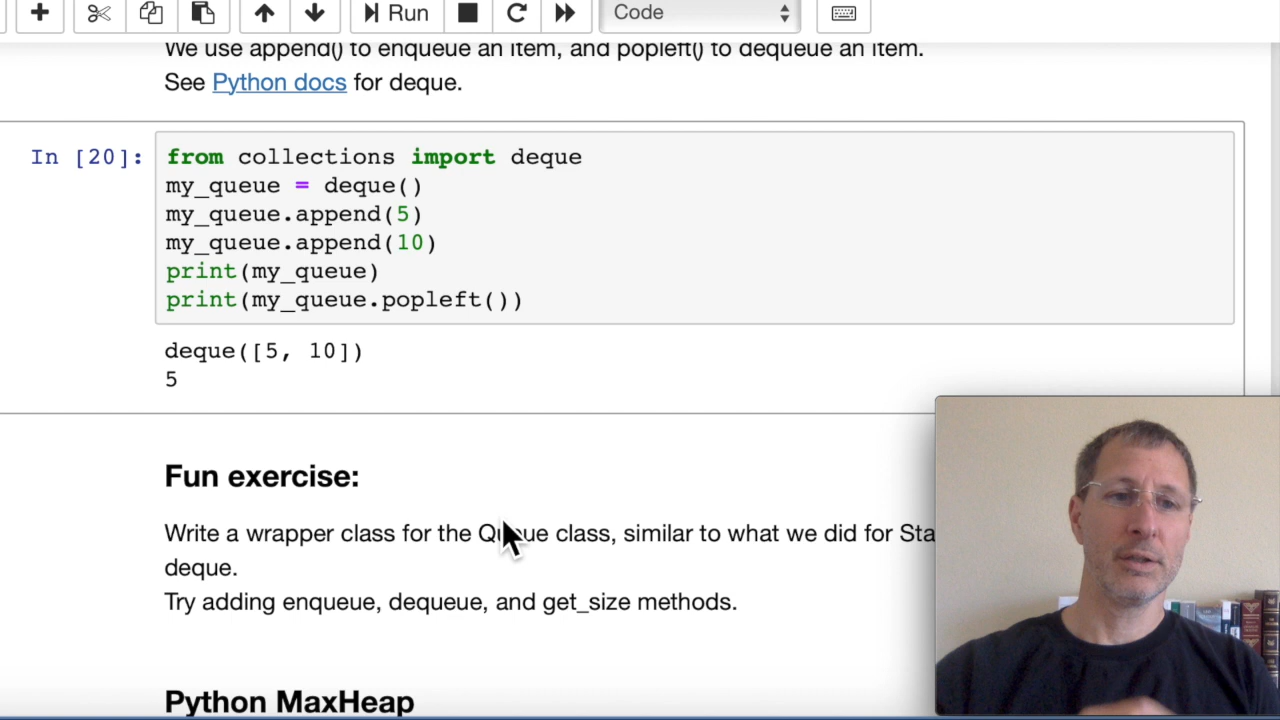 Run
Code
We use append() to enqueue an item, and popleft() to dequeue an item.
See Python docs for deque.
In [20]:
from collections import deque
my_queue = deque()
my_queue.append(5)
my_queue.append(10)
print(my_queue)
print(my_queue.popleft())
deque([5, 10])
5
Fun exercise:
Write a wrapper class for the Queue class, similar to what we did for Sta
deque.
Try adding enqueue, dequeue, and get_size methods.
Python MaxHeap